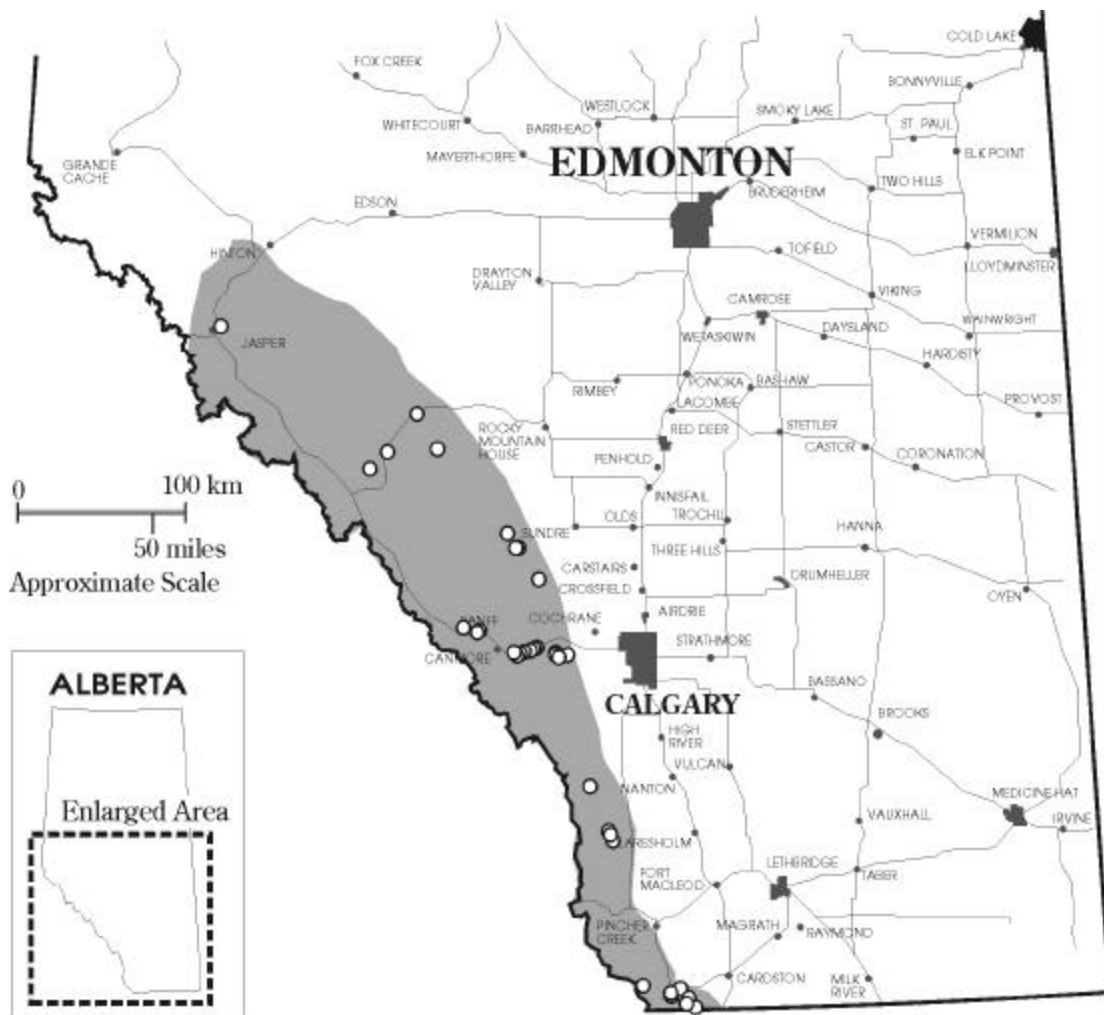 COLD LAKE
FOX CREEK
BONNYVILLE
WESTLOCK
SMOKY LAKE
WHITECOURT
BARRHEAD
ST. PAUL
MAYERTHORPE
EDMONTON
ELK POINT
GRANDE
CACHE
BRUDERHEIM
TWO HILLS
EDSON
VERMILION
HINTON
TOFIELD
LLOYDMINSTER
DRAYTON
VALLEY
VIKING
CAMROSE
WAINWRIGHT
JASPER
WETASKIWIN
DAYSLAND
HARDISTY
RIMBEY
PONOKA
BASHAW
PROVOST
LACOMBE
ROCKY
MOUNTAIN
HOUSE
RED DEER
STETTLER
CASTOR
CORONATION
PENHOLD
0
100 km
INNISFAIL
50 miles
SUNDRE
OLDS
TROCHU
HANNA
Approximate Scale
THREE HILLS
CARSTAIRS
DRUMHELLER
CROSSFIELD
OYEN
COCHRANE
AIRDRIE
BANFF
STRATHMORE
CANMORE
ALBERTA
BASSANO
CALGARY
BROOKS
HIGH
RIVER
VULCAN
Enlarged Area
NANTON
MEDICINE HAT
VAUXHALL
IRVINE
LARESHOLM
LETHBRIDGE
FORT
MACLEOD
TABER
PINCHER
CREEK
MAGRATH
RAYMOND
CARDSTON
MILK
RIVER